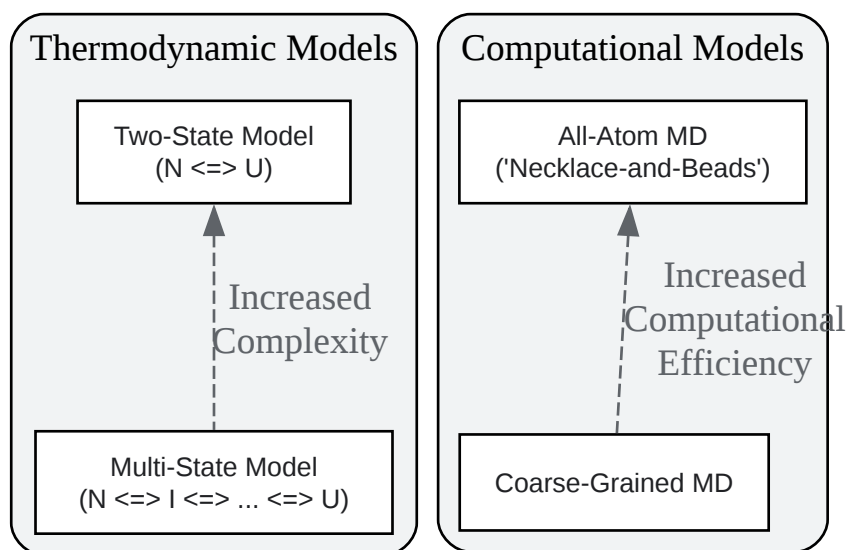 Thermodynamic Models
Two-State Model
(N <=> U)
Increased
Complexity
Multi-State Model
(N <=> I <=> ... <=> U)
Computational Models
All-Atom MD
('Necklace-and-Beads')
Increased
Computational
Efficiency
Coarse-Grained MD